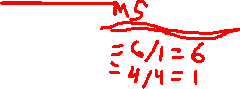 MS
= 6/1 = 6
= 4/4 = 1